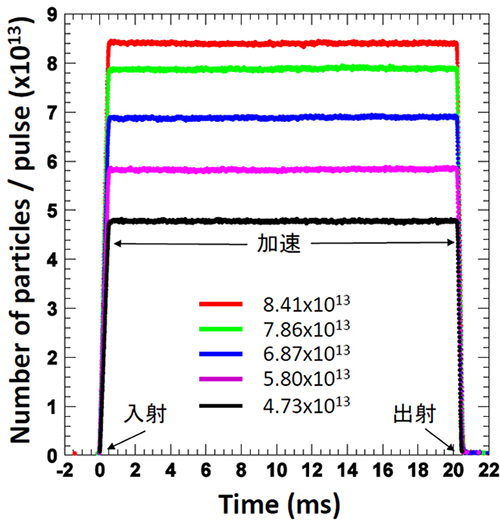 Number of particles / pulse (x10¹³)
9
8
7
6
5
4
3
2
1
0
加速
8.41x10¹³
7.86x10¹³
6.87x10¹³
5.80x10¹³
4.73x10¹³
入射
出射
-2 0 2 4 6 8 10 12 14 16 18 20 22
Time (ms)